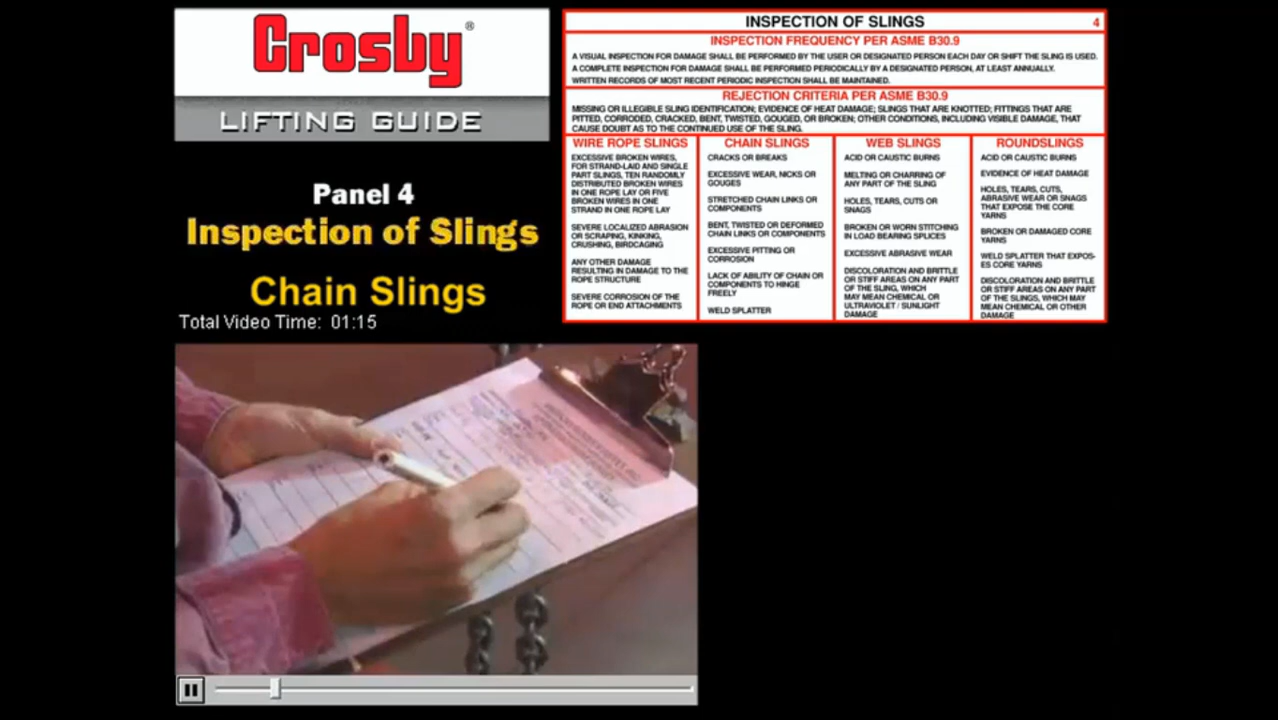 Crosby®
LIFTING GUIDE
Panel 4
Inspection of Slings
Chain Slings
Total Video Time: 01:15
INSPECTION OF SLINGS 4
INSPECTION FREQUENCY PER ASME B30.9
A VISUAL INSPECTION FOR DAMAGE SHALL BE PERFORMED BY THE USER OR DESIGNATED PERSON EACH DAY OR SHIFT THE SLING IS USED.
A COMPLETE INSPECTION FOR DAMAGE SHALL BE PERFORMED PERIODICALLY BY A DESIGNATED PERSON, AT LEAST ANNUALLY.
WRITTEN RECORDS OF MOST RECENT PERIODIC INSPECTION SHALL BE MAINTAINED.
REJECTION CRITERIA PER ASME B30.9
MISSING OR ILLEGIBLE SLING IDENTIFICATION; EVIDENCE OF HEAT DAMAGE; SLINGS THAT ARE KNOTTED; FITTINGS THAT ARE
PITTED, CORRODED, CRACKED, BENT, TWISTED, GOUGED, OR BROKEN; OTHER CONDITIONS, INCLUDING VISIBLE DAMAGE, THAT
CAUSE DOUBT AS TO THE CONTINUED USE OF THE SLING.
WIRE ROPE SLINGS
EXCESSIVE BROKEN WIRES,
FOR STRAND-LAID AND SINGLE
PART SLINGS, TEN RANDOMLY
DISTRIBUTED BROKEN WIRES
IN ONE ROPE LAY OR FIVE
BROKEN WIRES IN ONE
STRAND IN ONE ROPE LAY
SEVERE LOCALIZED ABRASION
OR SCRAPING, KINKING,
CRUSHING, BIRDCAGING
ANY OTHER DAMAGE
RESULTING IN DAMAGE TO THE
ROPE STRUCTURE
SEVERE CORROSION OF THE
ROPE OR END ATTACHMENTS
CHAIN SLINGS
CRACKS OR BREAKS
EXCESSIVE WEAR, NICKS OR
GOUGES
STRETCHED CHAIN LINKS OR
COMPONENTS
BENT, TWISTED OR DEFORMED
CHAIN LINKS OR COMPONENTS
EXCESSIVE PITTING OR
CORROSION
LACK OF ABILITY OF CHAIN OR
COMPONENTS TO HINGE
FREELY
WELD SPLATTER
WEB SLINGS
ACID OR CAUSTIC BURNS
MELTING OR CHARRING OF
ANY PART OF THE SLING
HOLES, TEARS, CUTS OR
SNAGS
BROKEN OR WORN STITCHING
IN LOAD BEARING SPLICES
EXCESSIVE ABRASIVE WEAR
DISCOLORATION AND BRITTLE
OR STIFF AREAS ON ANY PART
OF THE SLING, WHICH
MAY MEAN CHEMICAL OR
ULTRAVIOLET / SUNLIGHT
DAMAGE
ROUNDSLINGS
ACID OR CAUSTIC BURNS
EVIDENCE OF HEAT DAMAGE
HOLES, TEARS, CUTS,
ABRASIVE WEAR OR SNAGS
THAT EXPOSE THE CORE
YARNS
BROKEN OR DAMAGED CORE
YARNS
WELD SPLATTER THAT EXPOS-
ES CORE YARNS
DISCOLORATION AND BRITTLE
OR STIFF AREAS ON ANY PART
OF THE SLINGS, WHICH MAY
MEAN CHEMICAL OR OTHER
DAMAGE